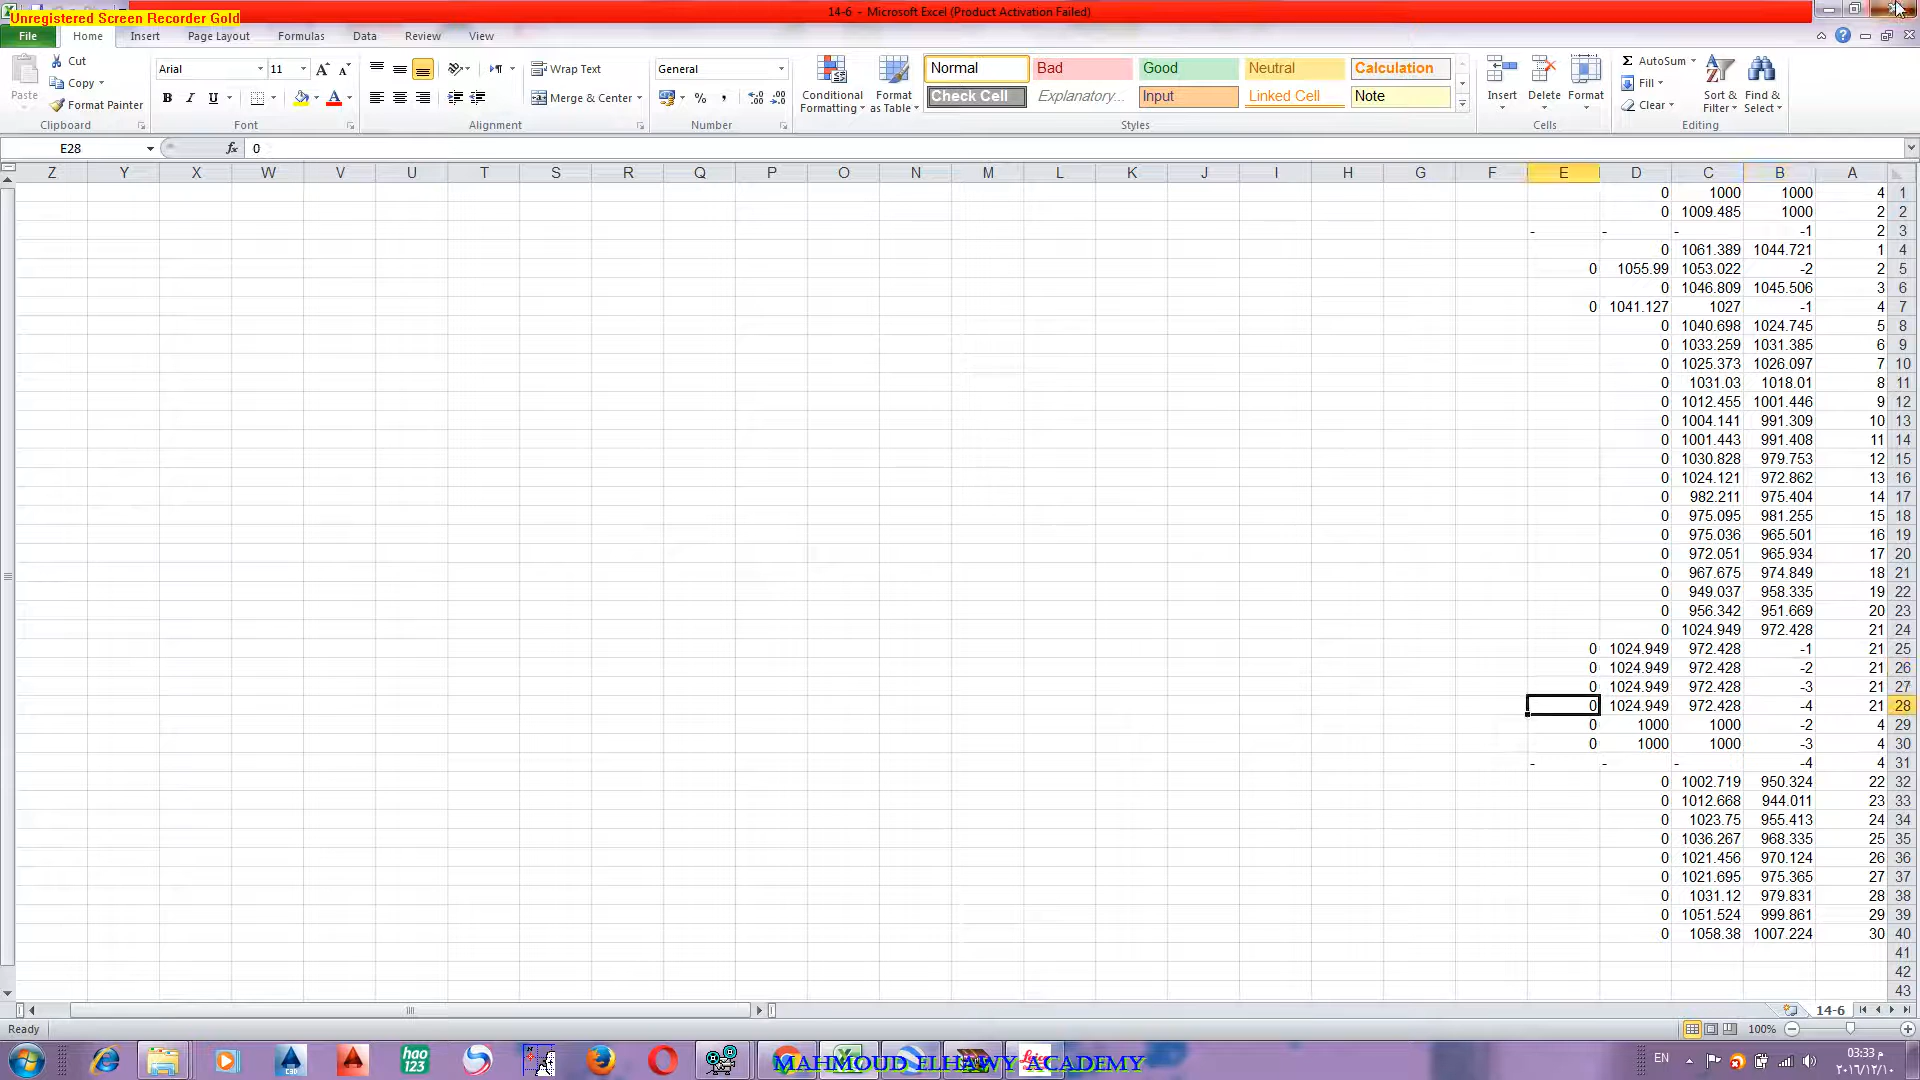 Unregistered Screen Recorder Gold
14-6 - Microsoft Excel (Product Activation Failed)
File Home Insert Page Layout Formulas Data Review View
Paste Cut Copy Format Painter Clipboard
Arial 11 B I U Font
Wrap Text Merge & Center Alignment
General % , Number
Conditional Formatting Format as Table
Normal Bad Good Neutral Calculation
Check Cell Explanatory... Input Linked Cell Note
Styles
Insert Delete Format Cells
AutoSum Fill Clear Sort & Filter Find & Select Editing
E28 fx 0
Z Y X W V U T S R Q P O N M L K J I H G F E D C B A
0 1000 1000 4 1
0 1009.485 1000 2 2
- - - -1 2 3
0 1061.389 1044.721 1 4
0 1055.99 1053.022 -2 2 5
0 1046.809 1045.506 3 6
0 1041.127 1027 -1 4 7
0 1040.698 1024.745 5 8
0 1033.259 1031.385 6 9
0 1025.373 1026.097 7 10
0 1031.03 1018.01 8 11
0 1012.455 1001.446 9 12
0 1004.141 991.309 10 13
0 1001.443 991.408 11 14
0 1030.828 979.753 12 15
0 1024.121 972.862 13 16
0 982.211 975.404 14 17
0 975.095 981.255 15 18
0 975.036 965.501 16 19
0 972.051 965.934 17 20
0 967.675 974.849 18 21
0 949.037 958.335 19 22
0 956.342 951.669 20 23
0 1024.949 972.428 21 24
0 1024.949 972.428 -1 21 25
0 1024.949 972.428 -2 21 26
0 1024.949 972.428 -3 21 27
0 1024.949 972.428 -4 21 28
0 1000 1000 -2 4 29
0 1000 1000 -3 4 30
- - - -4 4 31
0 1002.719 950.324 22 32
0 1012.668 944.011 23 33
0 1023.75 955.413 24 34
0 1036.267 968.335 25 35
0 1021.456 970.124 26 36
0 1021.695 975.365 27 37
0 1031.12 979.831 28 38
0 1051.524 999.861 29 39
0 1058.38 1007.224 30 40
41
42
43
14-6
Ready 100%
hao 123
MAHMOUD ELHAWY ACADEMY
EN
03:33 م
٢٠١٦/١٢/١٠